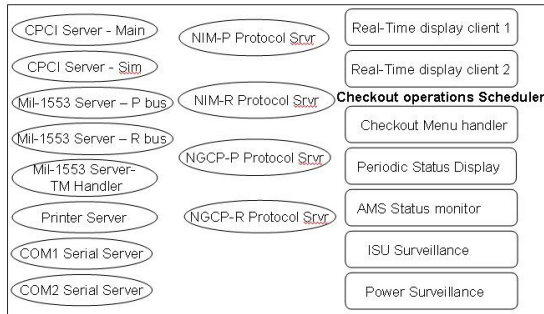 CPCI Server - Main
CPCI Server - Sim
Mil-1553 Server – P bus
Mil-1553 Server – R bus
Mil-1553 Server-
TM Handler
Printer Server
COM1 Serial Server
COM2 Serial Server
NIM-P Protocol Srvr
NIM-R Protocol Srvr
NGCP-P Protocol Srvr
NGCP-R Protocol Srvr
Real-Time display client 1
Real-Time display client 2
Checkout operations Scheduler
Checkout Menu handler
Periodic Status Display
AMS Status monitor
ISU Surveillance
Power Surveillance